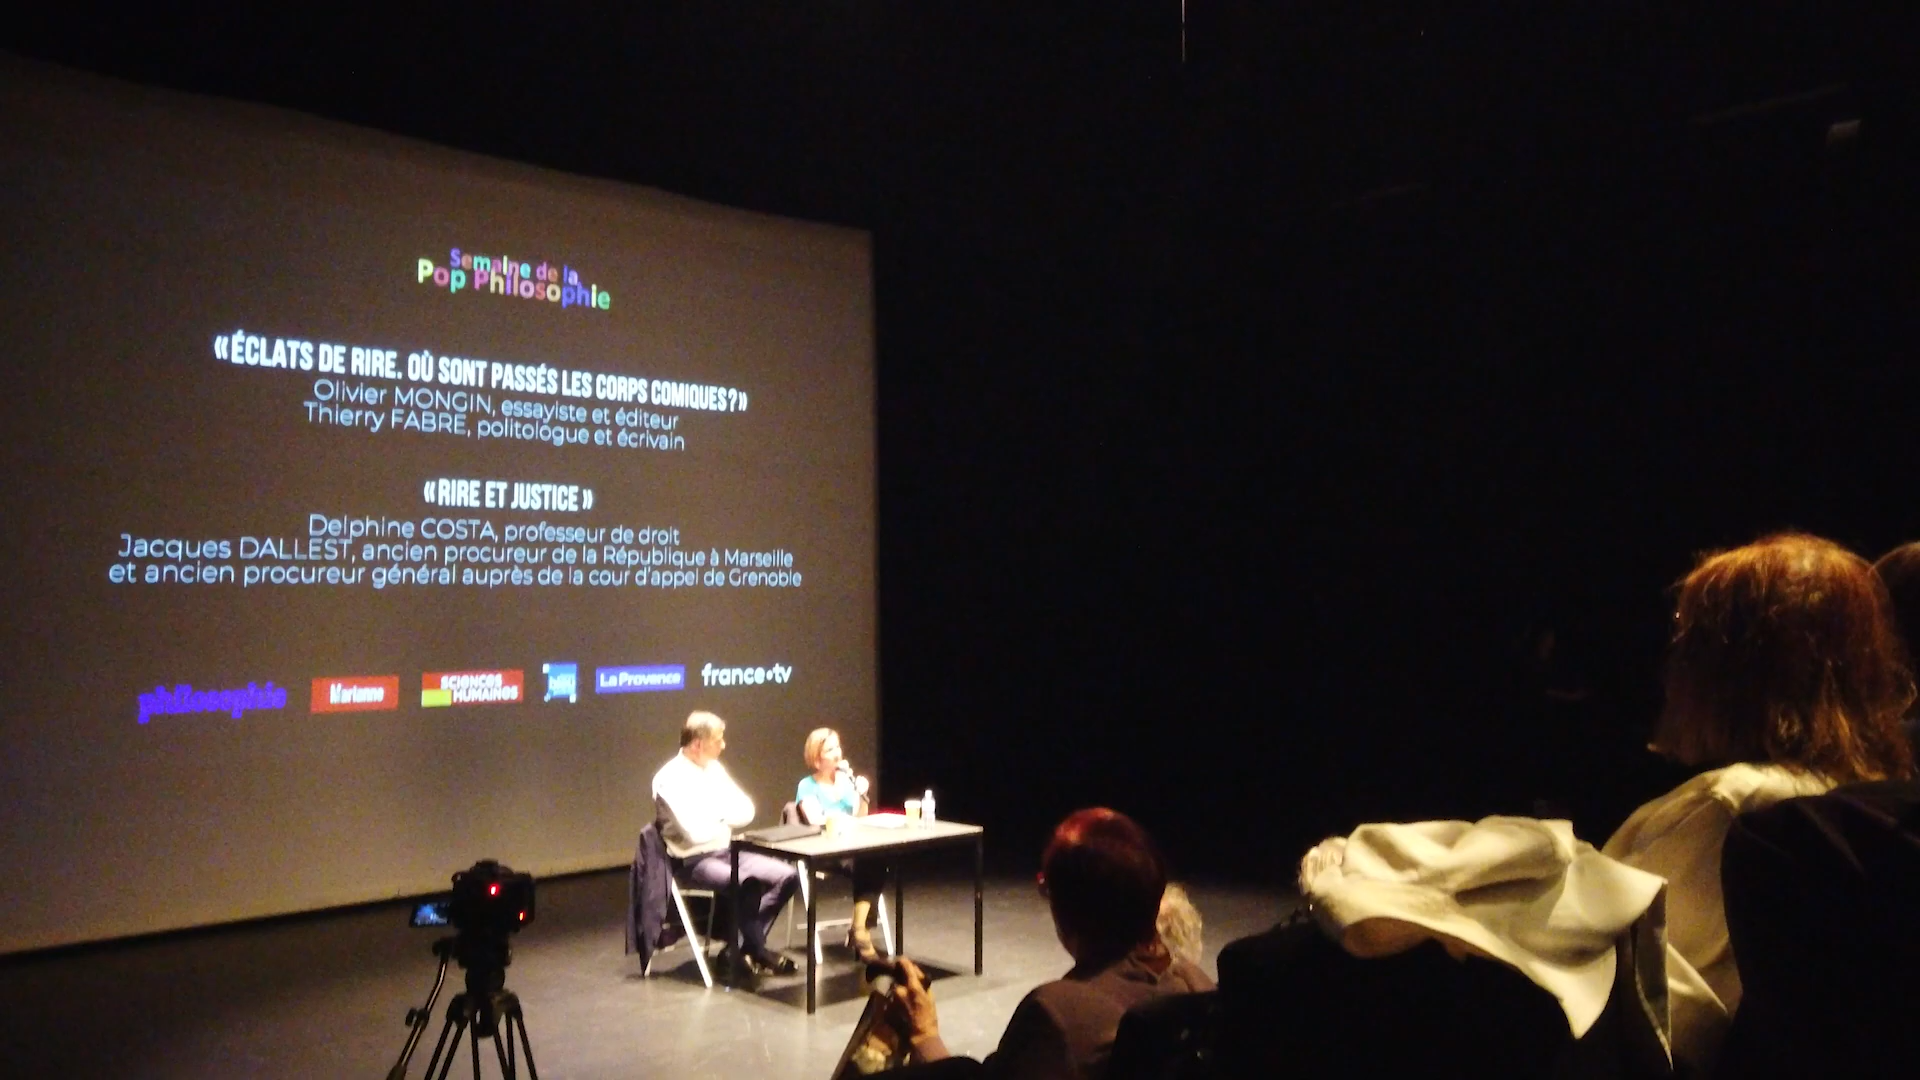 Semaine de la
Pop Philosophie
«ÉCLATS DE RIRE. OÙ SONT PASSÉS LES CORPS COMIQUES?»
Olivier MONGIN, essayiste et éditeur
Thierry FABRE, politologue et écrivain
«RIRE ET JUSTICE»
Delphine COSTA, professeur de droit
Jacques DALLEST, ancien procureur de la République à Marseille
et ancien procureur général auprès de la cour d'appel de Grenoble
philosophie
Marianne
SCIENCES
HUMAINES
bleu
La Provence
france•tv